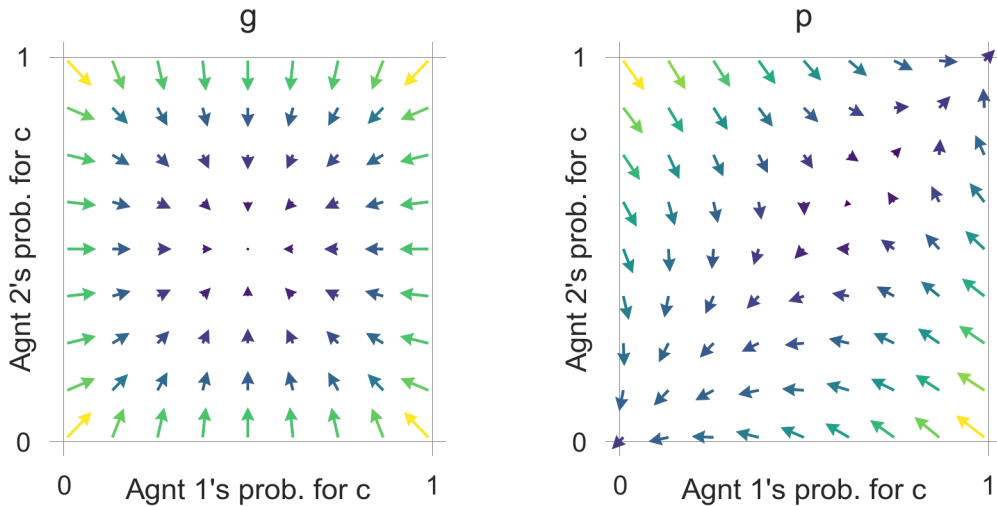 g
1
Agnt 2's prob. for c
0
0
Agnt 1's prob. for c
1
p
1
Agnt 2's prob. for c
0
0
Agnt 1's prob. for c
1